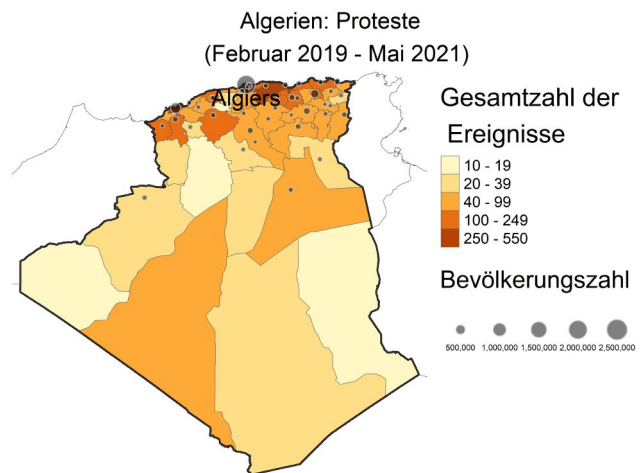 Algerien: Proteste
(Februar 2019 - Mai 2021)
Algiers
Gesamtzahl der
Ereignisse
10 - 19
20 - 39
40 - 99
100 - 249
250 - 550
Bevölkerungszahl
500,000 1,000,000 1,500,000 2,000,000 2,500,000